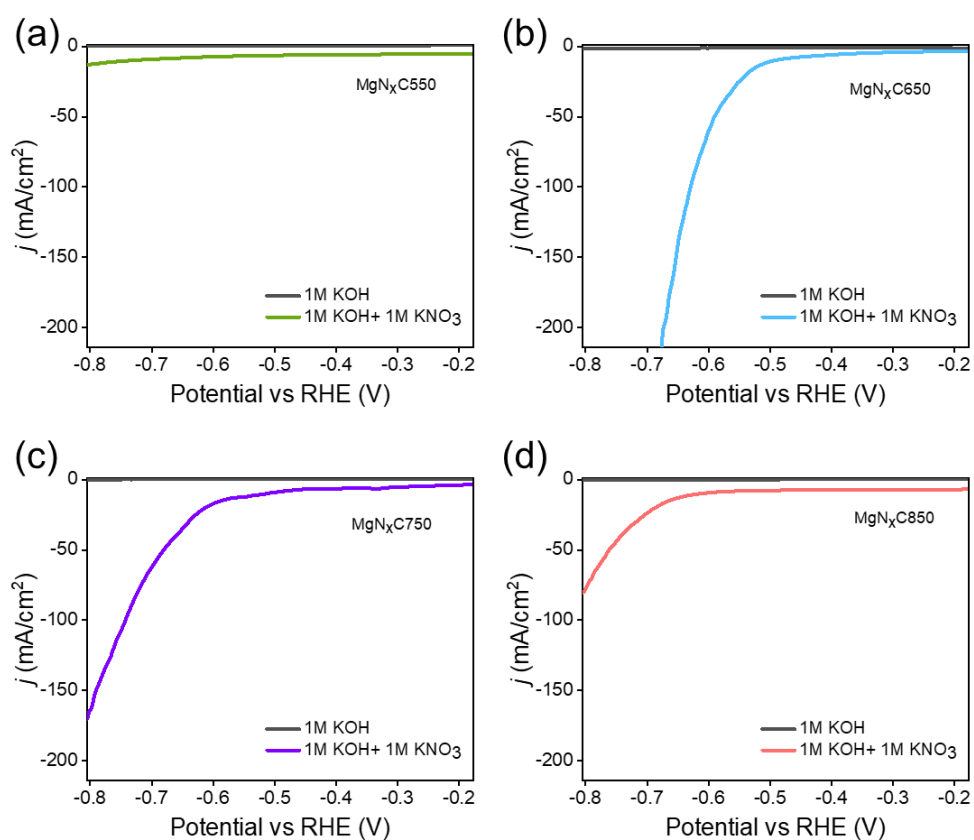 (a)
0
-50
-100
-150
-200
j (mA/cm²)
MgNₓC550
1M KOH
1M KOH+ 1M KNO₃
-0.8 -0.7 -0.6 -0.5 -0.4 -0.3 -0.2
Potential vs RHE (V)
(b)
0
-50
-100
-150
-200
j (mA/cm²)
MgNₓC650
1M KOH
1M KOH+ 1M KNO₃
-0.8 -0.7 -0.6 -0.5 -0.4 -0.3 -0.2
Potential vs RHE (V)
(c)
0
-50
-100
-150
-200
j (mA/cm²)
MgNₓC750
1M KOH
1M KOH+ 1M KNO₃
-0.8 -0.7 -0.6 -0.5 -0.4 -0.3 -0.2
Potential vs RHE (V)
(d)
0
-50
-100
-150
-200
j (mA/cm²)
MgNₓC850
1M KOH
1M KOH+ 1M KNO₃
-0.8 -0.7 -0.6 -0.5 -0.4 -0.3 -0.2
Potential vs RHE (V)